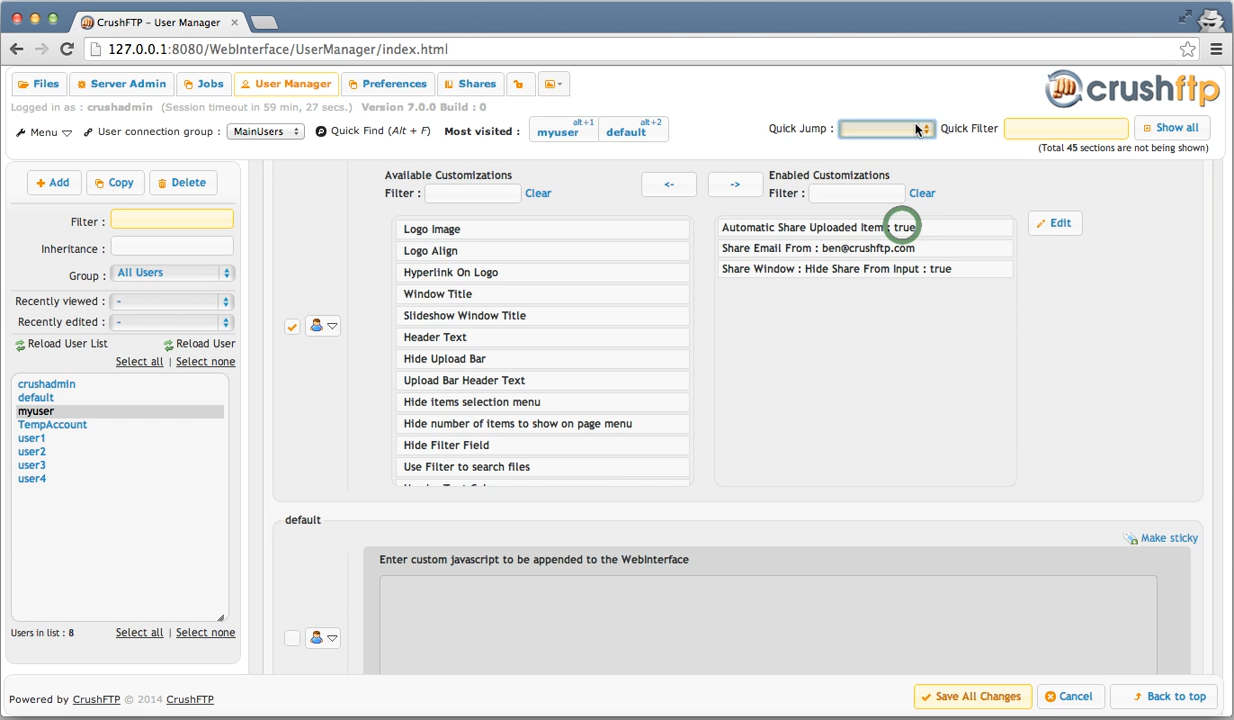 CrushFTP – User Manager
127.0.0.1:8080/WebInterface/UserManager/index.html
Files Server Admin Jobs User Manager Preferences Shares
crushftp
Logged in as : crushadmin (Session timeout in 59 min, 27 secs.) Version 7.0.0 Build : 0
Menu User connection group : MainUsers Quick Find (Alt + F) Most visited : myuser alt+1 default alt+2 Quick Jump : Quick Filter Show all
(Total 45 sections are not being shown)
Add Copy Delete
Filter :
Inheritance :
Group : All Users
Recently viewed : -
Recently edited : -
Reload User List Reload User
Select all | Select none
crushadmin
default
myuser
TempAccount
user1
user2
user3
user4
Users in list : 8 Select all | Select none
Available Customizations
Filter : Clear
<- ->
Enabled Customizations
Filter : Clear
Logo Image
Logo Align
Hyperlink On Logo
Window Title
Slideshow Window Title
Header Text
Hide Upload Bar
Upload Bar Header Text
Hide items selection menu
Hide number of items to show on page menu
Hide Filter Field
Use Filter to search files
Automatic Share Uploaded Item : true
Share Email From : ben@crushftp.com
Share Window : Hide Share From Input : true
Edit
default
Make sticky
Enter custom javascript to be appended to the WebInterface
Powered by CrushFTP © 2014 CrushFTP
Save All Changes Cancel Back to top